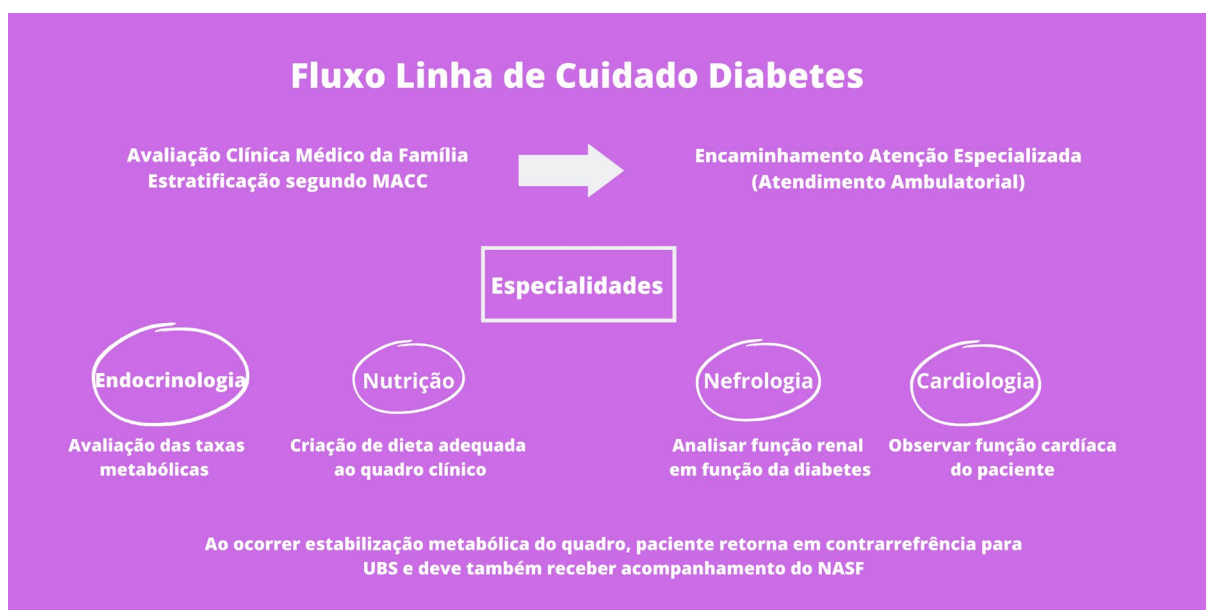 Fluxo Linha de Cuidado Diabetes
Avaliação Clínica Médico da Família
Estratificação segundo MACC
Encaminhamento Atenção Especializada
(Atendimento Ambulatorial)
Especialidades
Endocrinologia
Avaliação das taxas
metabólicas
Nutrição
Criação de dieta adequada
ao quadro clínico
Nefrologia
Analisar função renal
em função da diabetes
Cardiologia
Observar função cardíaca
do paciente
Ao ocorrer estabilização metabólica do quadro, paciente retorna em contrarrefrência para
UBS e deve também receber acompanhamento do NASF